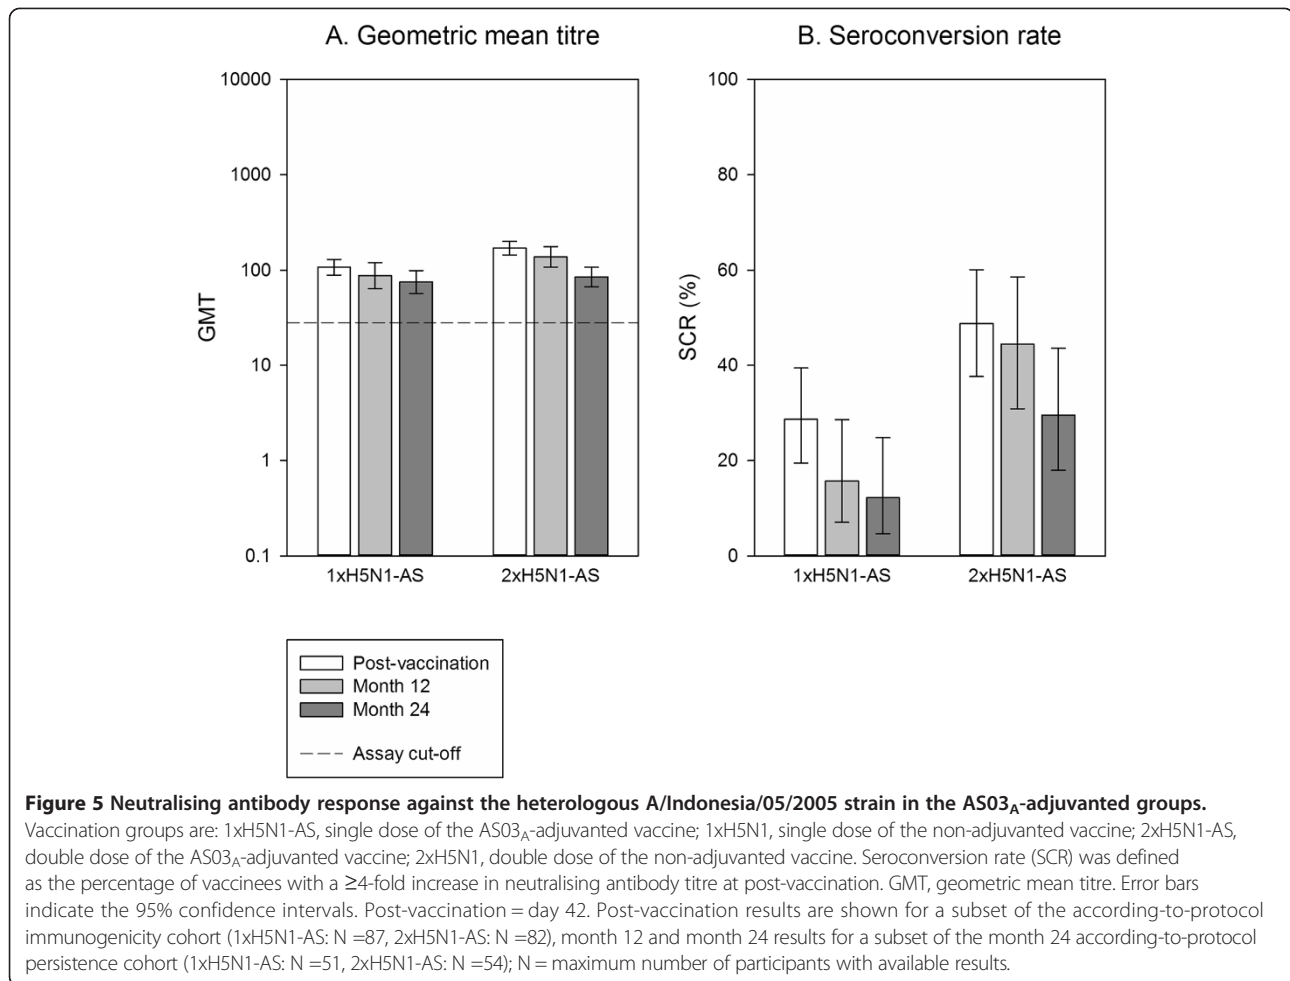 A. Geometric mean titre
B. Seroconversion rate
10000
1000
100
10
1
0.1
GMT
1xH5N1-AS
2xH5N1-AS
100
80
60
40
20
0
SCR (%)
1xH5N1-AS
2xH5N1-AS
Post-vaccination
Month 12
Month 24
Assay cut-off
Figure 5 Neutralising antibody response against the heterologous A/Indonesia/05/2005 strain in the AS03A-adjuvanted groups.
Vaccination groups are: 1xH5N1-AS, single dose of the AS03A-adjuvanted vaccine; 1xH5N1, single dose of the non-adjuvanted vaccine; 2xH5N1-AS,
double dose of the AS03A-adjuvanted vaccine; 2xH5N1, double dose of the non-adjuvanted vaccine. Seroconversion rate (SCR) was defined
as the percentage of vaccinees with a ≥4-fold increase in neutralising antibody titre at post-vaccination. GMT, geometric mean titre. Error bars
indicate the 95% confidence intervals. Post-vaccination = day 42. Post-vaccination results are shown for a subset of the according-to-protocol
immunogenicity cohort (1xH5N1-AS: N =87, 2xH5N1-AS: N =82), month 12 and month 24 results for a subset of the month 24 according-to-protocol
persistence cohort (1xH5N1-AS: N =51, 2xH5N1-AS: N =54); N = maximum number of participants with available results.